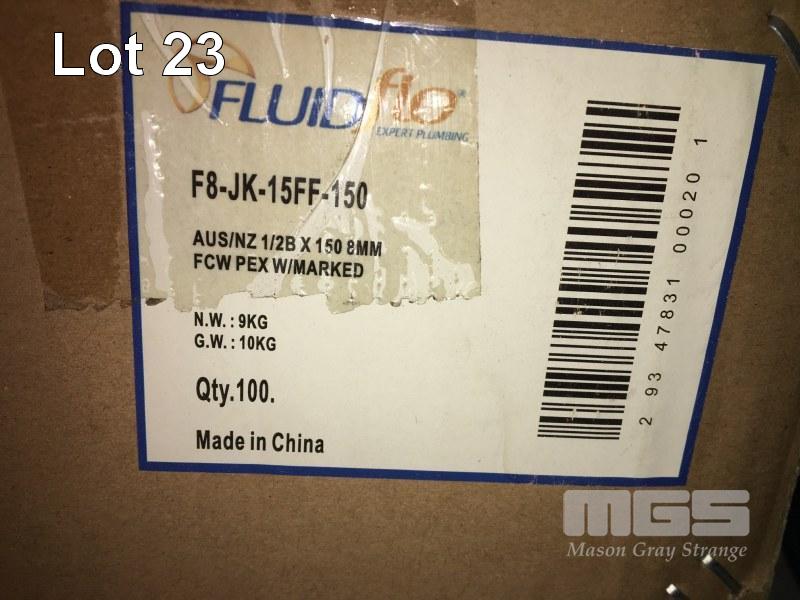 Lot 23
FLUIDflo®
EXPERT PLUMBING
F8-JK-15FF-150
AUS/NZ 1/2B X 150 8MM
FCW PEX W/MARKED
N.W. : 9KG
G.W. : 10KG
Qty.100.
Made in China
2 93 47831 000201 1
MGS
Mason Gray Strange